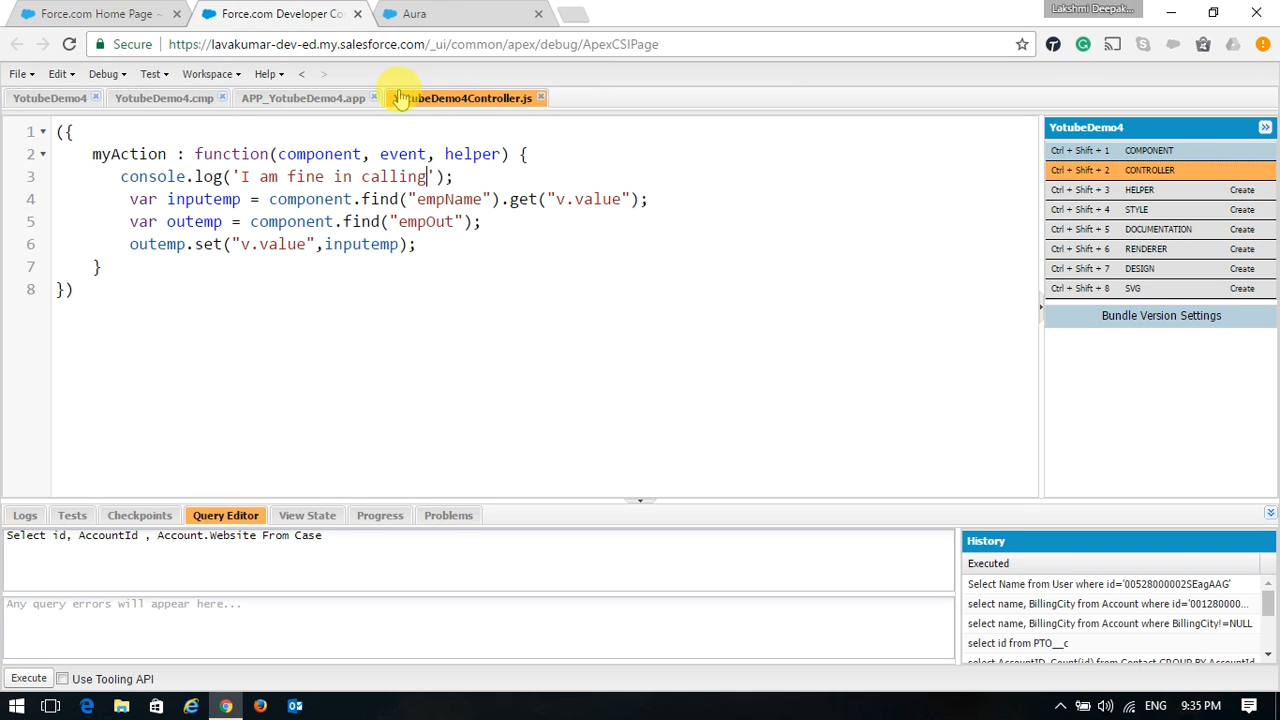 Force.com Home Page ~
Force.com Developer Co
Aura
Lakshmi Deepak...
Secure
https://lavakumar-dev-ed.my.salesforce.com/_ui/common/apex/debug/ApexCSIPage
File
Edit
Debug
Test
Workspace
Help
<
>
YotubeDemo4
YotubeDemo4.cmp
APP_YotubeDemo4.app
tubeDemo4Controller.js
1 ({
2 myAction : function(component, event, helper) {
3 console.log('I am fine in calling');
4 var inputemp = component.find("empName").get("v.value");
5 var outemp = component.find("empOut");
6 outemp.set("v.value",inputemp);
7 }
8 })
YotubeDemo4
Ctrl + Shift + 1 COMPONENT
Ctrl + Shift + 2 CONTROLLER
Ctrl + Shift + 3 HELPER Create
Ctrl + Shift + 4 STYLE Create
Ctrl + Shift + 5 DOCUMENTATION Create
Ctrl + Shift + 6 RENDERER Create
Ctrl + Shift + 7 DESIGN Create
Ctrl + Shift + 8 SVG Create
Bundle Version Settings
Logs
Tests
Checkpoints
Query Editor
View State
Progress
Problems
Select id, AccountId , Account.Website From Case
Any query errors will appear here...
History
Executed
Select Name from User where id='00528000002SEagAAG'
select name, BillingCity from Account where id='001280000...
select name, BillingCity from Account where BillingCity!=NULL
select id from PTO__c
select AccountID, Count(id) from Contact GROUP BY AccountId
Execute
Use Tooling API
ENG
9:35 PM